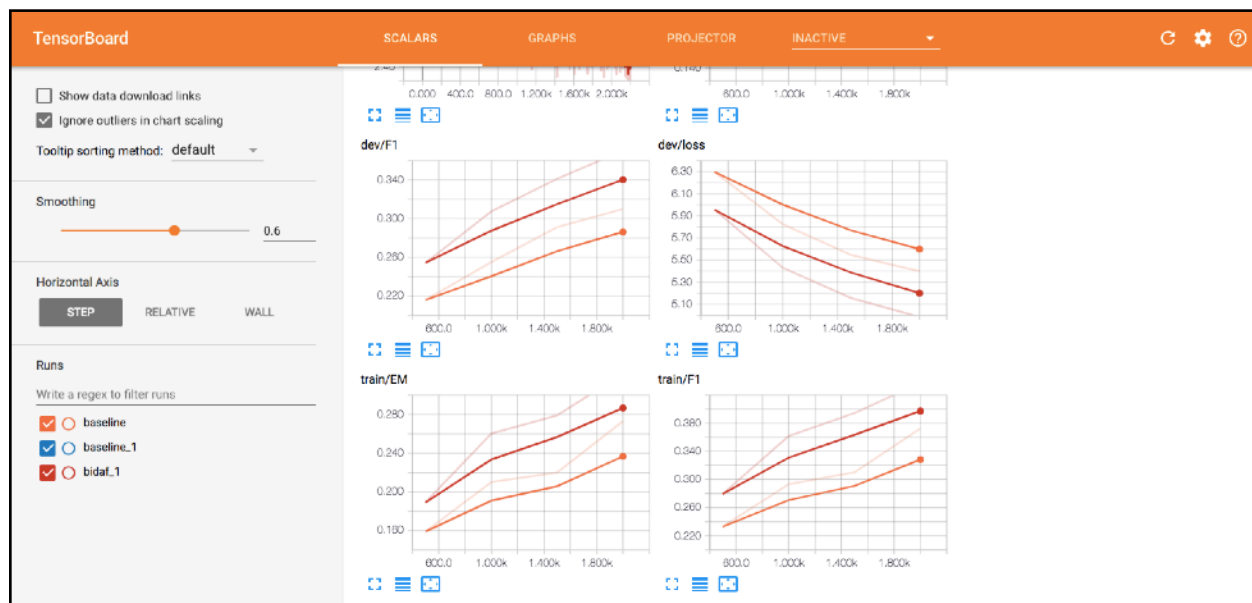 TensorBoard
SCALARS
GRAPHS
PROJECTOR
INACTIVE
Show data download links
Ignore outliers in chart scaling
Tooltip sorting method: default
Smoothing
0.6
Horizontal Axis
STEP
RELATIVE
WALL
Runs
Write a regex to filter runs
baseline
baseline_1
bidaf_1
0.000 400.0 800.0 1.200k 1.600k 2.000k
0.140
600.0 1.000k 1.400k 1.800k
dev/F1
0.340
0.300
0.260
0.220
600.0 1.000k 1.400k 1.800k
dev/loss
6.30
6.10
5.90
5.70
5.50
5.30
5.10
600.0 1.000k 1.400k 1.800k
train/EM
0.280
0.240
0.200
0.160
600.0 1.000k 1.400k 1.800k
train/F1
0.380
0.340
0.300
0.260
0.220
600.0 1.000k 1.400k 1.800k